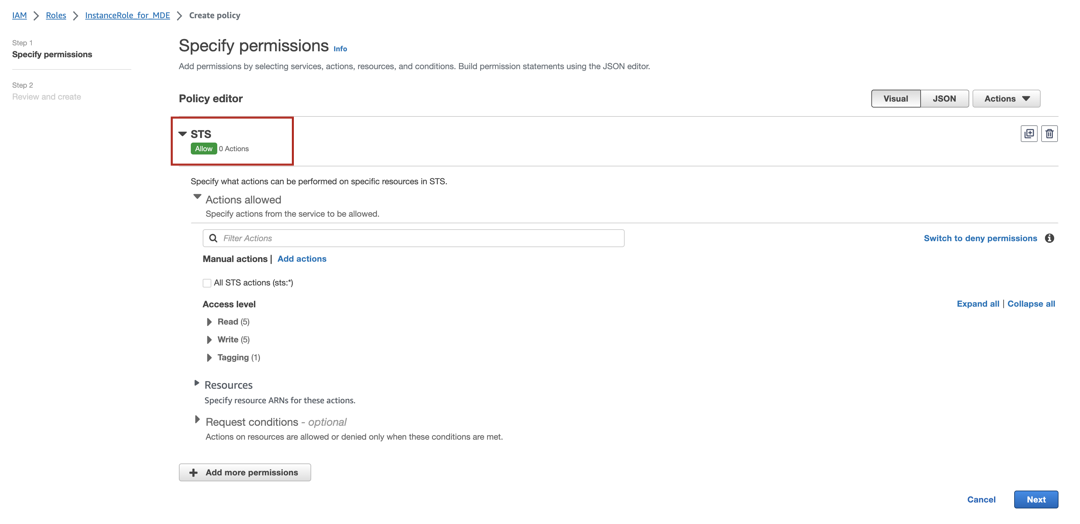 IAM > Roles > InstanceRole_for_MDE > Create policy
Step 1
Specify permissions
Step 2
Review and create
Specify permissions Info
Add permissions by selecting services, actions, resources, and conditions. Build permission statements using the JSON editor.
Policy editor
Visual JSON Actions
STS
Allow 0 Actions
Specify what actions can be performed on specific resources in STS.
Actions allowed
Specify actions from the service to be allowed.
Filter Actions
Switch to deny permissions
Manual actions | Add actions
All STS actions (sts:*)
Access level
Expand all | Collapse all
Read (5)
Write (5)
Tagging (1)
Resources
Specify resource ARNs for these actions.
Request conditions - optional
Actions on resources are allowed or denied only when these conditions are met.
Add more permissions
Cancel Next